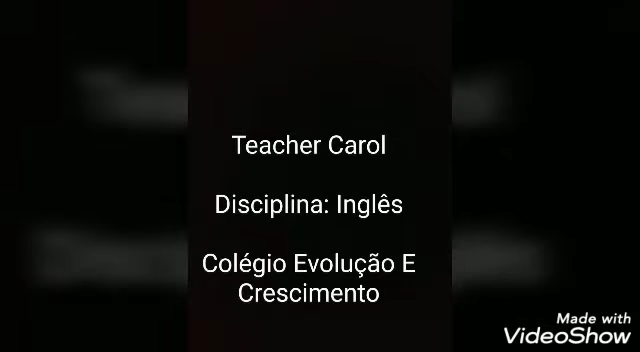 Teacher Carol
Disciplina: Inglês
Colégio Evolução E
Crescimento
Made with
VideoShow